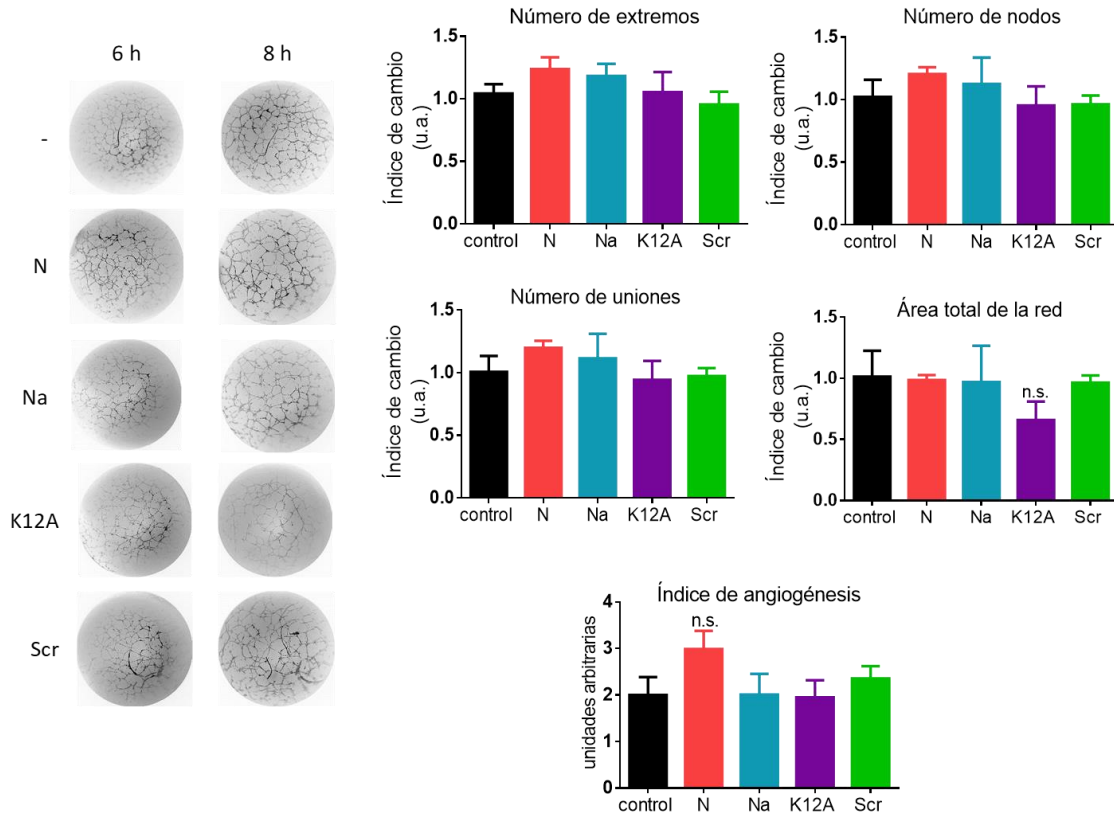 6 h 8 h
-
N
Na
K12A
Scr
Número de extremos
Índice de cambio
(u.a.)
1.5
1.0
0.5
0.0
control N Na K12A Scr
Número de nodos
Índice de cambio
(u.a.)
1.5
1.0
0.5
0.0
control N Na K12A Scr
Número de uniones
Índice de cambio
(u.a.)
1.5
1.0
0.5
0.0
control N Na K12A Scr
Área total de la red
Índice de cambio
(u.a.)
1.5
1.0
0.5
0.0
n.s.
control N Na K12A Scr
Índice de angiogénesis
unidades arbitrarias
4
3
2
1
0
n.s.
control N Na K12A Scr